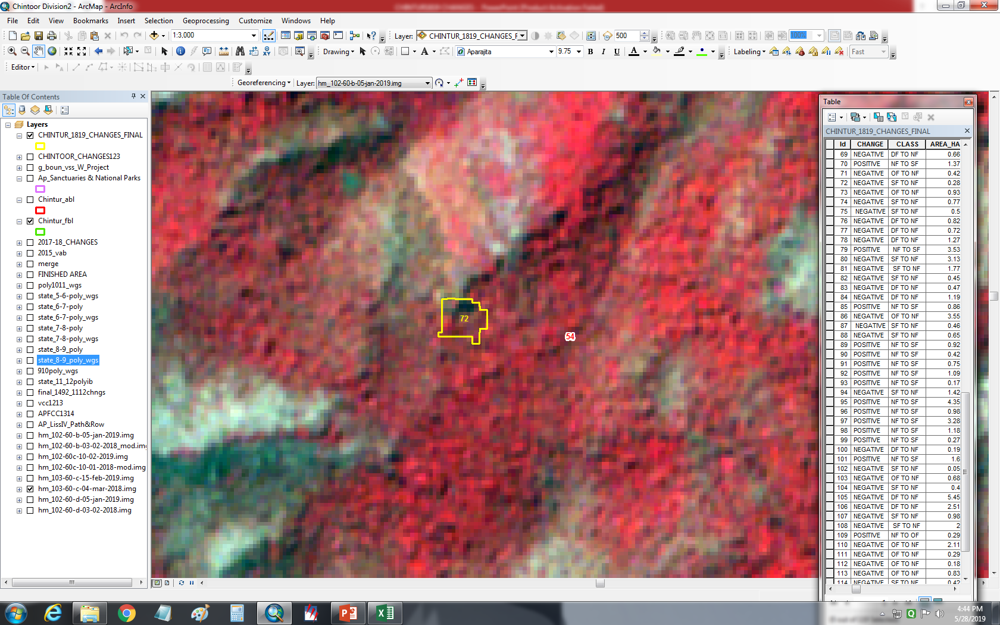 Chintoor Division2 - ArcMap - ArcInfo
File Edit View Bookmarks Insert Selection Geoprocessing Customize Windows Help
1:3,000 Layer: CHINTUR_1819_CHANGES_F 500 100%
Drawing Aparajita 9.75 B I U A Labeling Fast
Editor
Georeferencing Layer: hm_102-60-b-05-jan-2019.img
Table Of Contents
Layers
CHINTUR_1819_CHANGES_FINAL
CHINTOOR_CHANGES123
g_boun_vss_W_Project
Ap_Sanctuaries & National Parks
Chintur_abl
Chintur_fbl
2017-18_CHANGES
2015_vab
merge
FINISHED AREA
poly1011_wgs
state_5-6-poly_wgs
state_6-7-poly
state_6-7-poly_wgs
state_7-8-poly
state_7-8-poly_wgs
state_8-9_poly
state_8-9_poly_wgs
910poly_wgs
state_11_12polyib
final_1492_1112chngs
vcc1213
APFCC1314
AP_LissIV_Path&Row
hm_102-60-b-05-jan-2019.img
hm_102-60-b-03-02-2018_mod.img
hm_102-60c-10-02-2019.img
hm_102-60c-10-01-2018-mod.img
hm_103-60-c-15-feb-2019.img
hm_103-60-c-04-mar-2018.img
hm_102-60-d-05-jan-2019.img
hm_102-60-d-03-02-2018.img
72
54
Table
CHINTUR_1819_CHANGES_FINAL
Id CHANGE CLASS AREA_HA
69 NEGATIVE DF TO NF 0.66
70 POSITIVE NF TO SF 1.37
71 NEGATIVE OF TO NF 0.42
72 NEGATIVE SF TO NF 0.28
73 NEGATIVE OF TO NF 0.93
74 NEGATIVE SF TO NF 0.77
75 NEGATIVE SF TO NF 0.5
76 NEGATIVE DF TO NF 0.82
77 NEGATIVE DF TO NF 0.72
78 NEGATIVE DF TO NF 1.27
79 POSITIVE NF TO SF 3.53
80 NEGATIVE SF TO NF 3.13
81 NEGATIVE SF TO NF 1.77
82 NEGATIVE SF TO NF 0.45
83 NEGATIVE DF TO NF 0.47
84 NEGATIVE DF TO NF 1.19
85 POSITIVE NF TO SF 0.86
86 NEGATIVE OF TO NF 3.55
87 NEGATIVE SF TO NF 0.46
88 NEGATIVE SF TO NF 0.65
89 POSITIVE NF TO SF 0.92
90 POSITIVE NF TO SF 0.42
91 POSITIVE NF TO SF 0.75
92 POSITIVE NF TO SF 1.09
93 POSITIVE NF TO SF 0.17
94 NEGATIVE SF TO NF 1.42
95 POSITIVE NF TO SF 4.35
96 POSITIVE NF TO SF 0.98
97 POSITIVE NF TO SF 3.28
98 POSITIVE NF TO SF 1.18
99 POSITIVE NF TO SF 0.27
100 NEGATIVE DF TO NF 0.19
101 POSITIVE NF TO SF 1.6
102 NEGATIVE SF TO NF 0.05
103 NEGATIVE OF TO NF 0.68
104 NEGATIVE SF TO NF 0.4
105 NEGATIVE DF TO NF 5.45
106 NEGATIVE DF TO NF 2.51
107 NEGATIVE SF TO NF 0.98
108 NEGATIVE SF TO NF 2
109 POSITIVE NF TO OF 0.29
110 NEGATIVE OF TO NF 2.11
111 NEGATIVE OF TO NF 0.29
112 NEGATIVE OF TO NF 0.18
113 NEGATIVE OF TO NF 0.83
114 NEGATIVE SF TO NF 0.42
4:44 PM
5/28/2019